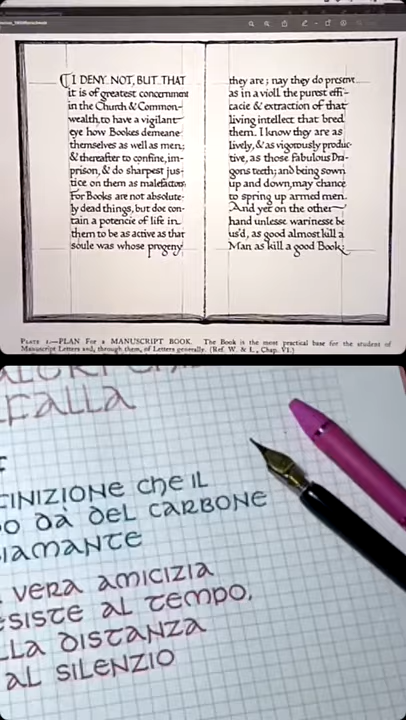 ¶I DENY NOT, BUT THAT
it is of greatest concernment
in the Church & Common-
wealth, to have a vigilant
eye how Bookes demeane
themselves as well as men;
& thereafter to confine, im-
prison, & do sharpest jus-
tice on them as malefactors
For Books are not absolute-
ly dead things, but doe con-
tain a potencie of life in
them to be as active as that
soule was whose progeny
they are; nay they do preserve
as in a violl the purest effi-
cacie & extraction of that
living intellect that bred
them. I know they are as
lively, & as vigorously produc-
tive, as those fabulous Dra-
gons teeth; and being sown
up and down, may chance
to spring up armed men.
And yet on the other
hand unlesse warinesse be
us'd, as good almost kill a
Man as kill a good Book;
PLATE 1.—PLAN For a MANUSCRIPT BOOK. The Book is the most practical base for the student of
Manuscript Letters and, through them, of Letters generally. (Ref. W. & I., Chap. VI.)
FALLA
INIZIONE che IL
O DÀ DEL CARBONE
IAMANTE
VERA AMICIZIA
ESISTE AL TEMPO,
LLA DISTANZA
AL SILENZIO